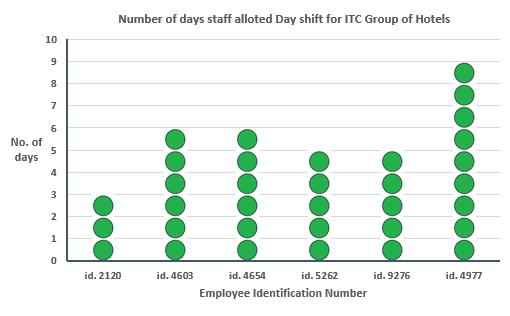 Number of days staff alloted Day shift for ITC Group of Hotels
10
9
8
7
6
5
4
3
2
1
0
No. of
days
id. 2120 id. 4603 id. 4654 id. 5262 id. 9276 id. 4977
Employee Identification Number